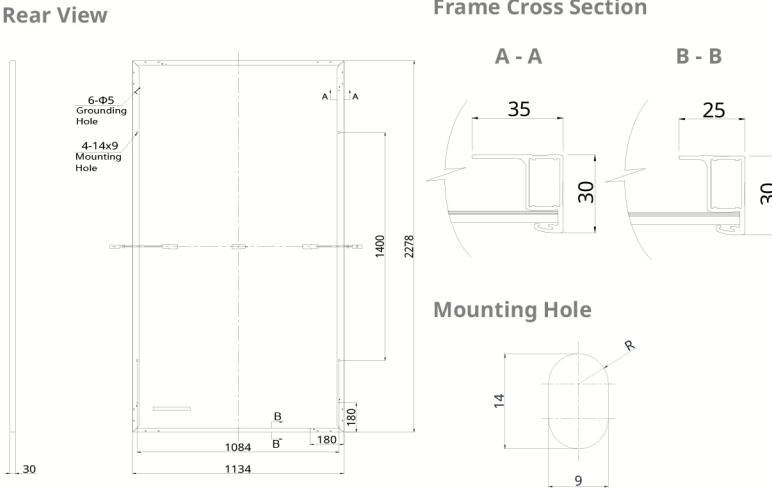 Rear View
Frame Cross Section
A - A
B - B
6-Φ5
Grounding
Hole
4-14x9
Mounting
Hole
A
A
35
25
30
30
1400
2278
Mounting Hole
R
14
9
B
B
180
180
1084
1134
30